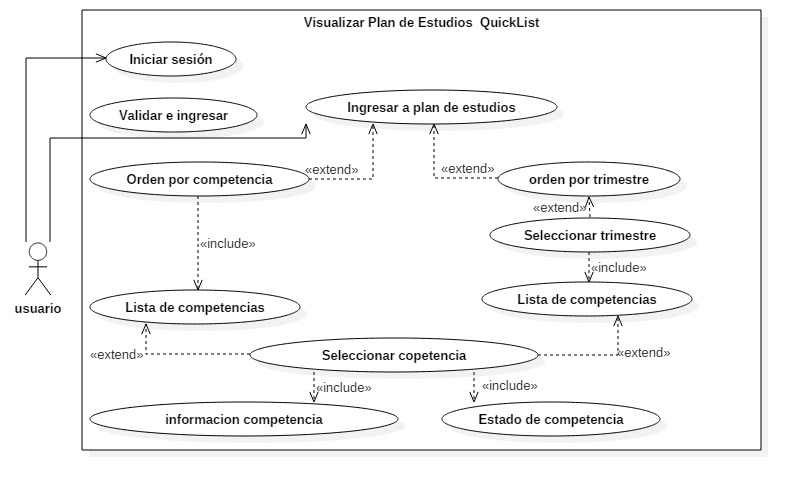 Visualizar Plan de Estudios  QuickList
Iniciar sesión
Validar e ingresar
Ingresar a plan de estudios
«extend»
«extend»
Orden por competencia
orden por trimestre
«extend»
Seleccionar trimestre
«include»
«include»
usuario
Lista de competencias
Lista de competencias
«extend»
Seleccionar copetencia
«extend»
«include»
«include»
informacion competencia
Estado de competencia